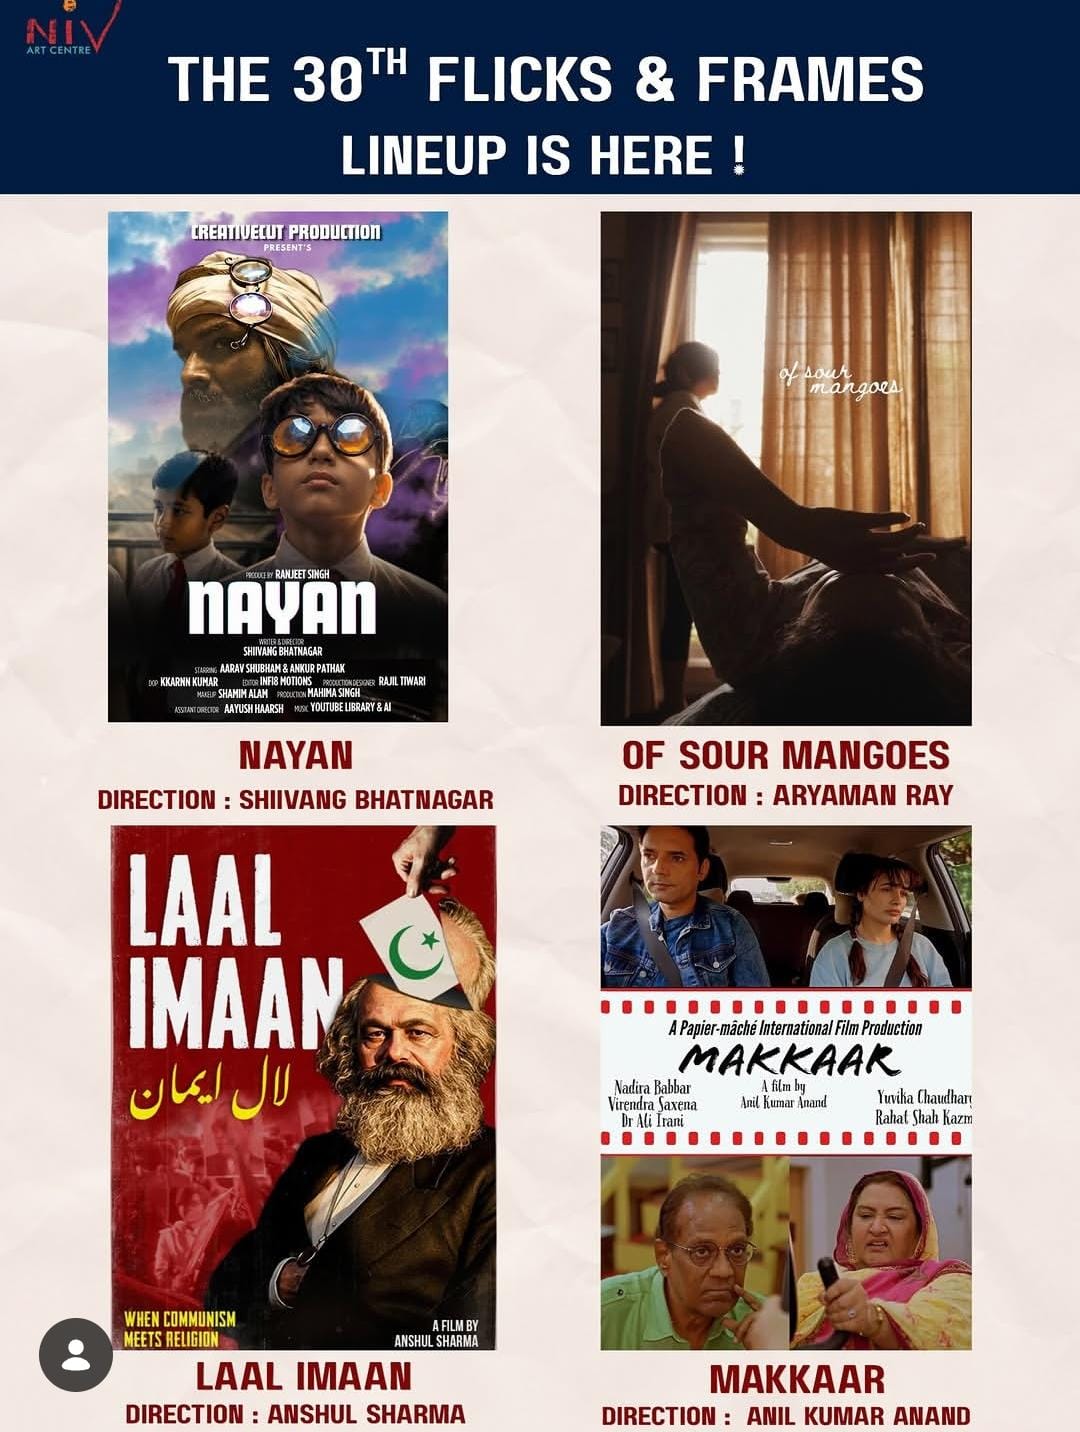 NIV
ART CENTRE
THE 30TH FLICKS & FRAMES
LINEUP IS HERE !
CREATIVECUT PRODUCTION
PRESENT'S
PRODUCE BY RANJEET SINGH
NAYAN
WRITER & DIRECTOR
SHIIVANG BHATNAGAR
STARRING AARAV SHUBHAM & ANKUR PATHAK
DOP KKARNN KUMAR EDITOR INFI8 MOTIONS PRODUCTION DESIGNER RAJIL TIWARI
MAKEUP SHAMIM ALAM PRODUCTION MAHIMA SINGH
ASSITANT DIRECTOR AAYUSH HAARSH MUSIC YOUTUBE LIBRARY & AI
NAYAN
DIRECTION : SHIIVANG BHATNAGAR
of sour
mangoes
OF SOUR MANGOES
DIRECTION : ARYAMAN RAY
LAAL
IMAAN
لال ایمان
WHEN COMMUNISM
MEETS RELIGION
A FILM BY
ANSHUL SHARMA
LAAL IMAAN
DIRECTION : ANSHUL SHARMA
A Papier-mâché International Film Production
MAKKAAR
Nadira Babbar
Virendra Saxena
Dr Ali Irani
A film by
Anil Kumar Anand
Yuvika Chaudhary
Rahat Shah Kazm
MAKKAAR
DIRECTION : ANIL KUMAR ANAND